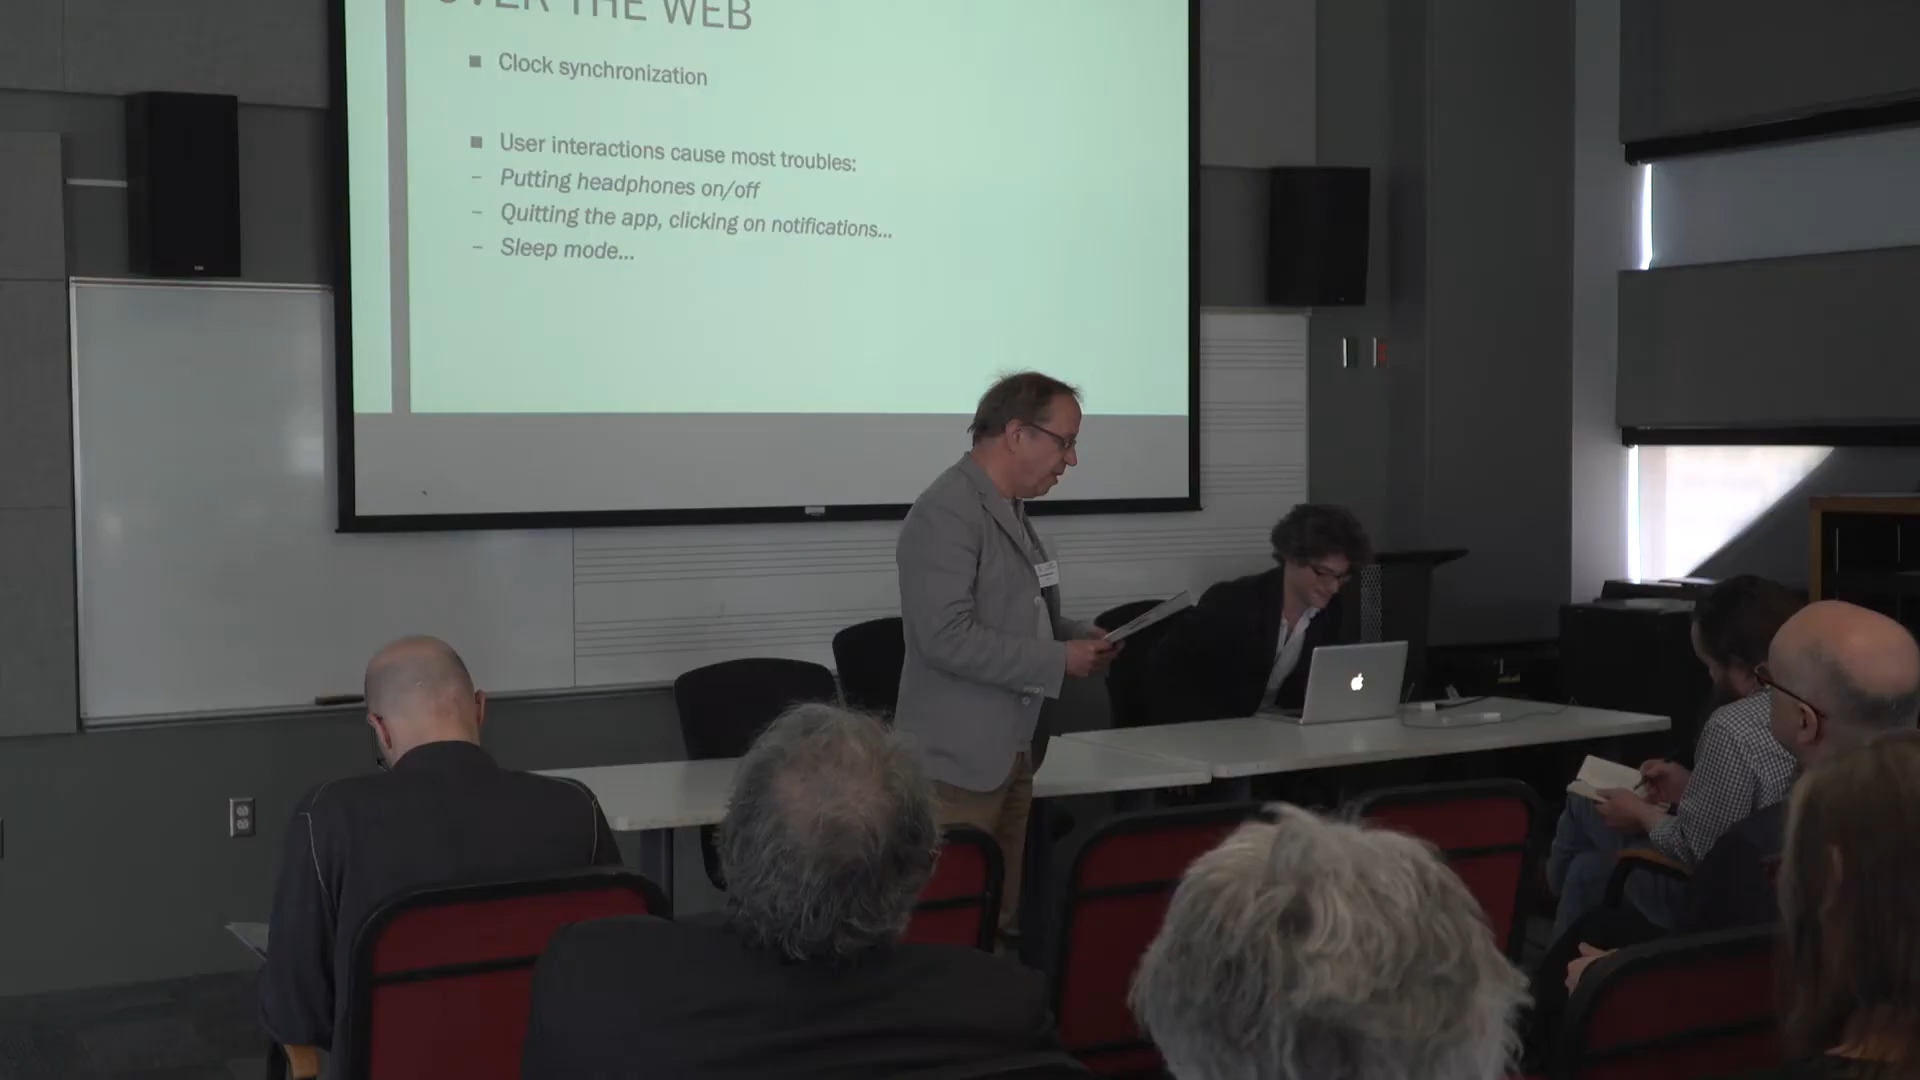 OVER THE WEB
■ Clock synchronization
■ User interactions cause most troubles:
– Putting headphones on/off
– Quitting the app, clicking on notifications...
– Sleep mode...